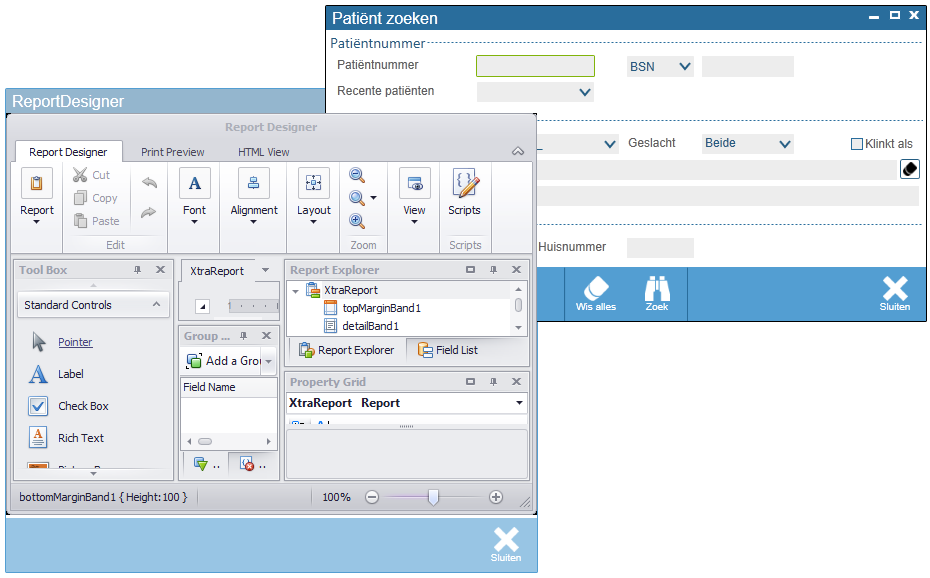 Patiënt zoeken
Patiëntnummer
Patiëntnummer
BSN
Recente patiënten
Geslacht
Beide
Klinkt als
Huisnummer
Wis alles
Zoek
Sluiten
ReportDesigner
Report Designer
Report Designer
Print Preview
HTML View
Report
Cut
Copy
Paste
Edit
Font
Alignment
Layout
Zoom
View
Scripts
Scripts
Tool Box
Standard Controls
Pointer
Label
Check Box
Rich Text
XtraReport
Group ...
Add a Grou
Field Name
..
..
Report Explorer
XtraReport
topMarginBand1
detailBand1
Report Explorer
Field List
Property Grid
XtraReport Report
bottomMarginBand1 { Height:100 }
100%
Sluiten